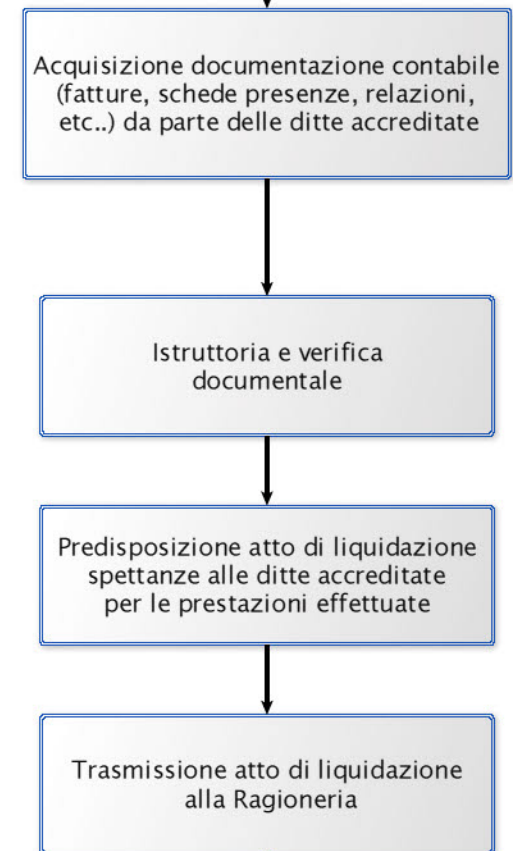 Acquisizione documentazione contabile
(fatture, schede presenze, relazioni,
etc..) da parte delle ditte accreditate
Istruttoria e verifica
documentale
Predisposizione atto di liquidazione
spettanze alle ditte accreditate
per le prestazioni effettuate
Trasmissione atto di liquidazione
alla Ragioneria